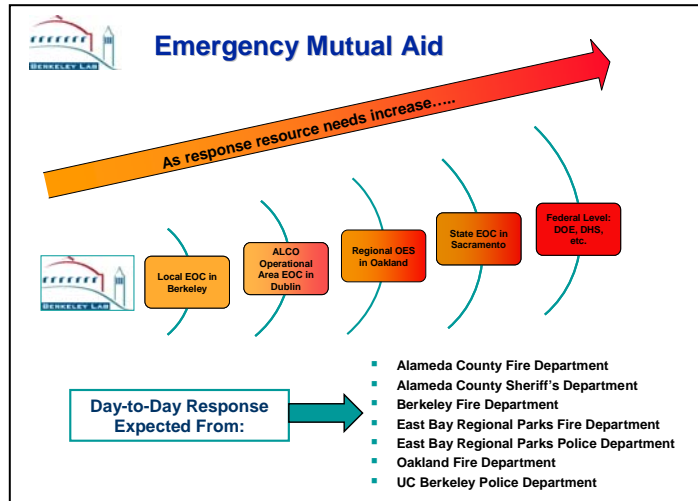 BERKELEY LAB
Emergency Mutual Aid
As response resource needs increase…..
BERKELEY LAB
Local EOC in
Berkeley
ALCO
Operational
Area EOC in
Dublin
Regional OES
in Oakland
State EOC in
Sacramento
Federal Level:
DOE, DHS,
etc.
Day-to-Day Response
Expected From:
▪ Alameda County Fire Department
▪ Alameda County Sheriff's Department
▪ Berkeley Fire Department
▪ East Bay Regional Parks Fire Department
▪ East Bay Regional Parks Police Department
▪ Oakland Fire Department
▪ UC Berkeley Police Department